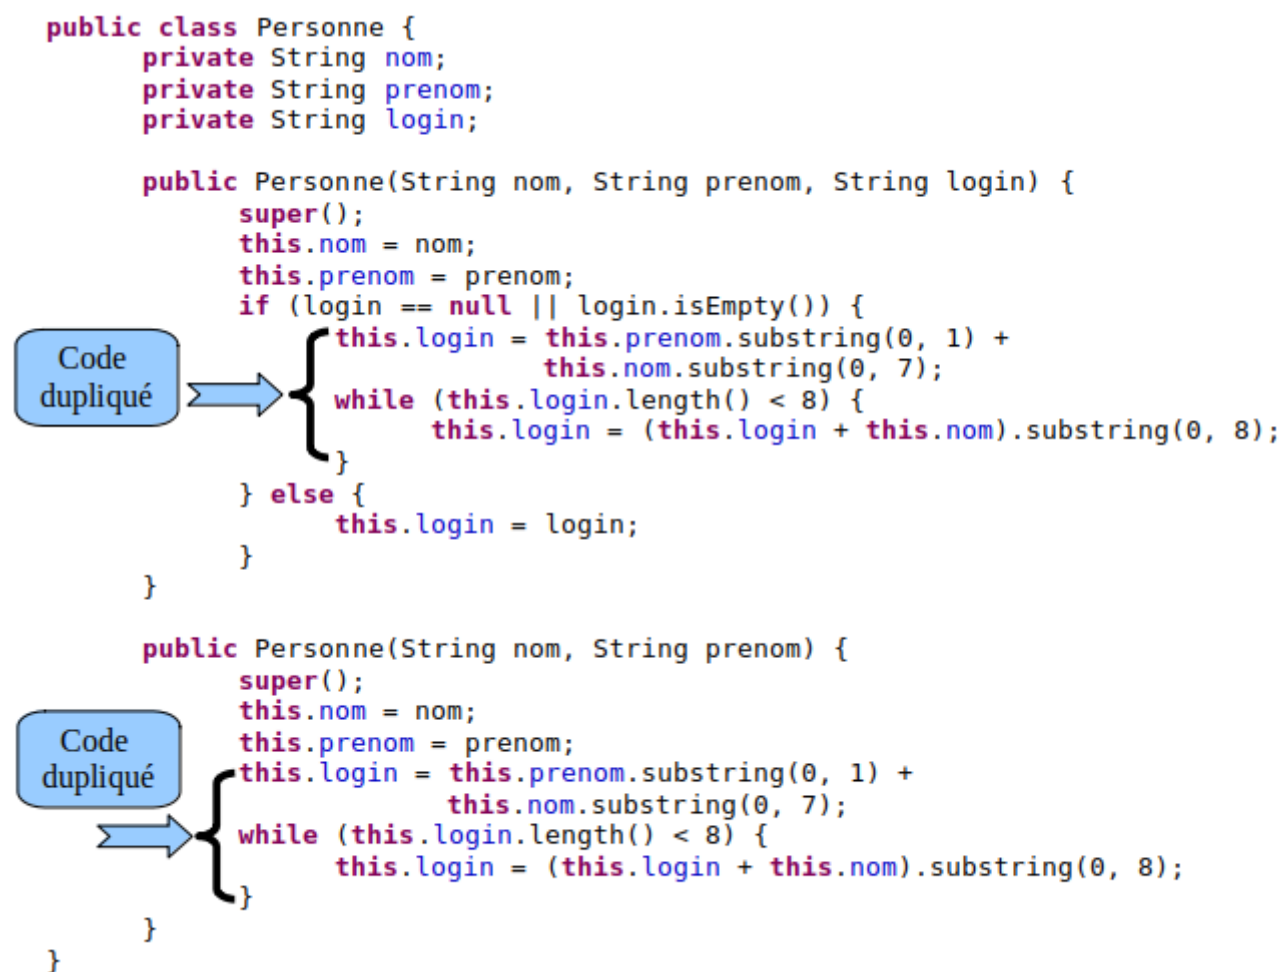 public class Personne {
private String nom;
private String prenom;
private String login;
public Personne(String nom, String prenom, String login) {
super();
this.nom = nom;
this.prenom = prenom;
if (login == null || login.isEmpty()) {
Code
dupliqué
this.login = this.prenom.substring(0, 1) +
this.nom.substring(0, 7);
while (this.login.length() < 8) {
this.login = (this.login + this.nom).substring(0, 8);
}
} else {
this.login = login;
}
}
public Personne(String nom, String prenom) {
super();
this.nom = nom;
this.prenom = prenom;
Code
dupliqué
this.login = this.prenom.substring(0, 1) +
this.nom.substring(0, 7);
while (this.login.length() < 8) {
this.login = (this.login + this.nom).substring(0, 8);
}
}
}